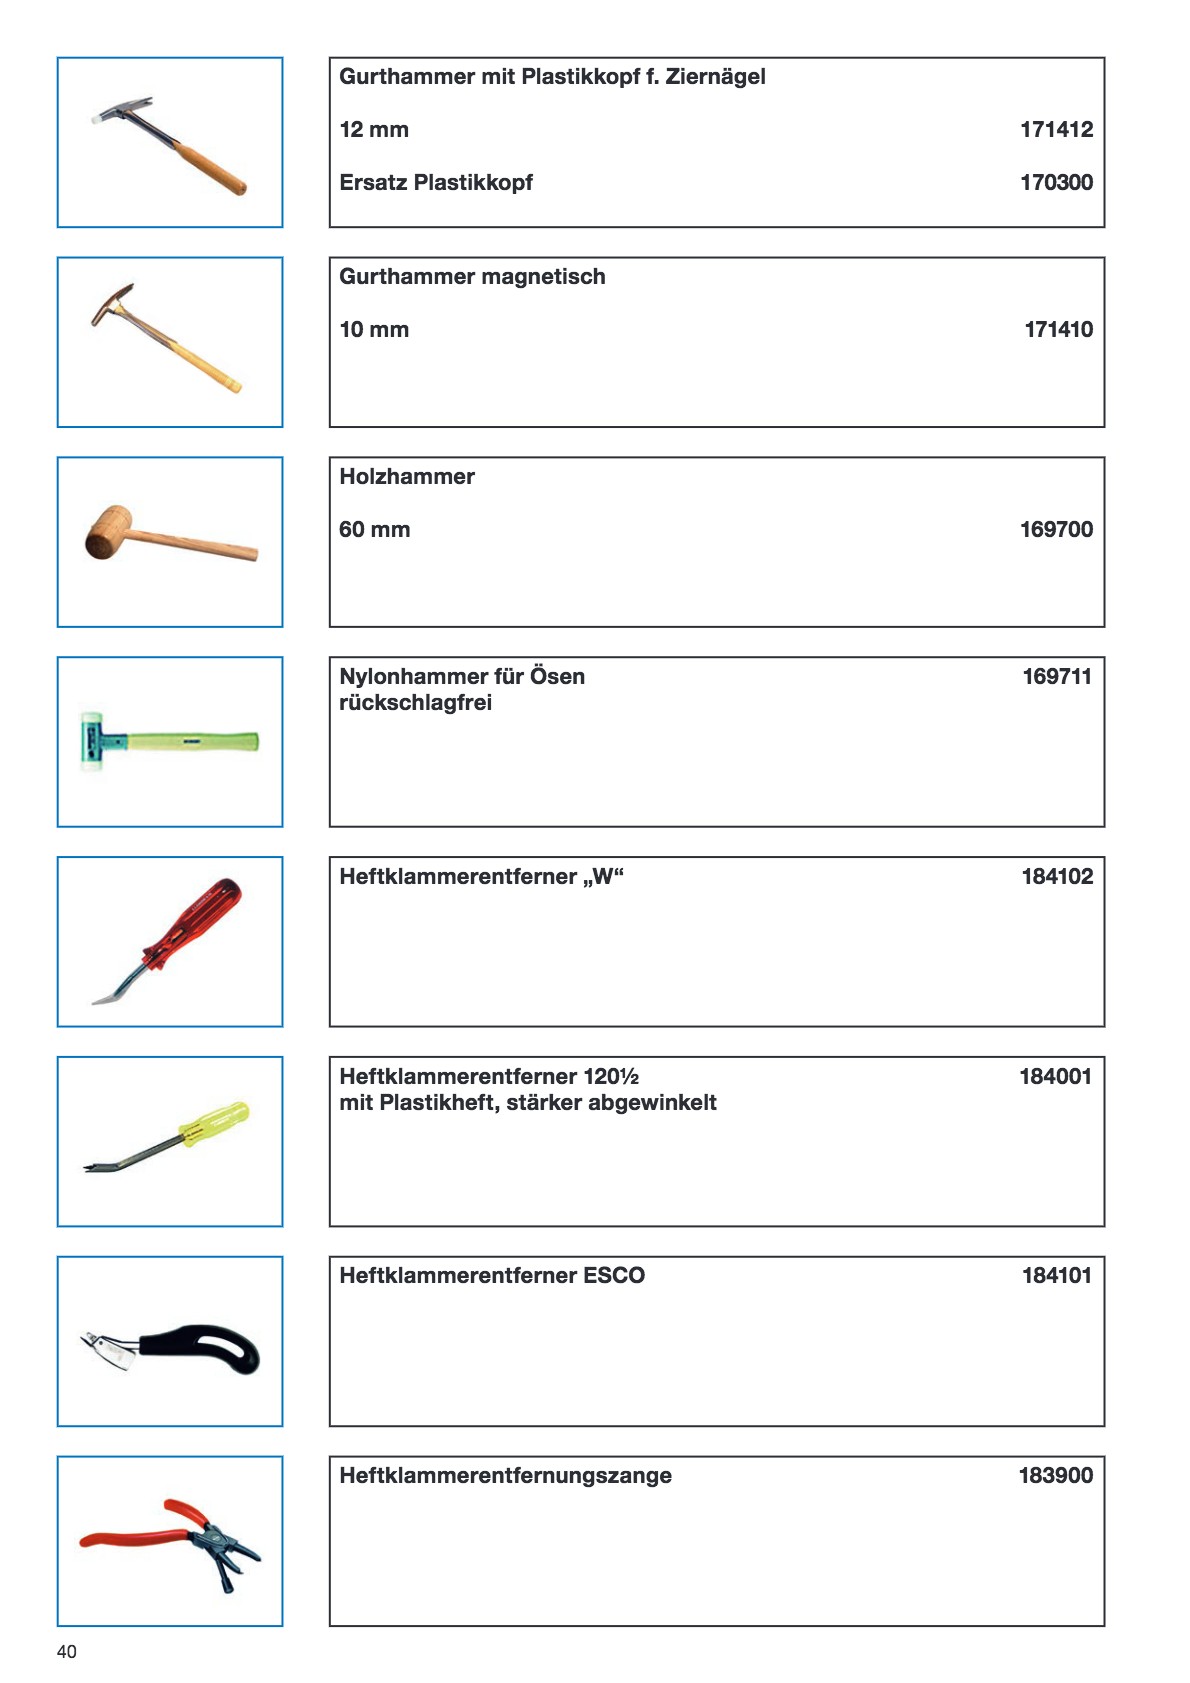 Gurthammer mit Plastikkopf f. Ziernägel
12 mm 171412
Ersatz Plastikkopf 170300
Gurthammer magnetisch
10 mm 171410
Holzhammer
60 mm 169700
Nylonhammer für Ösen 169711
rückschlagfrei
Heftklammerentferner „W“ 184102
Heftklammerentferner 120½ 184001
mit Plastikheft, stärker abgewinkelt
Heftklammerentferner ESCO 184101
Heftklammerentfernungszange 183900
40